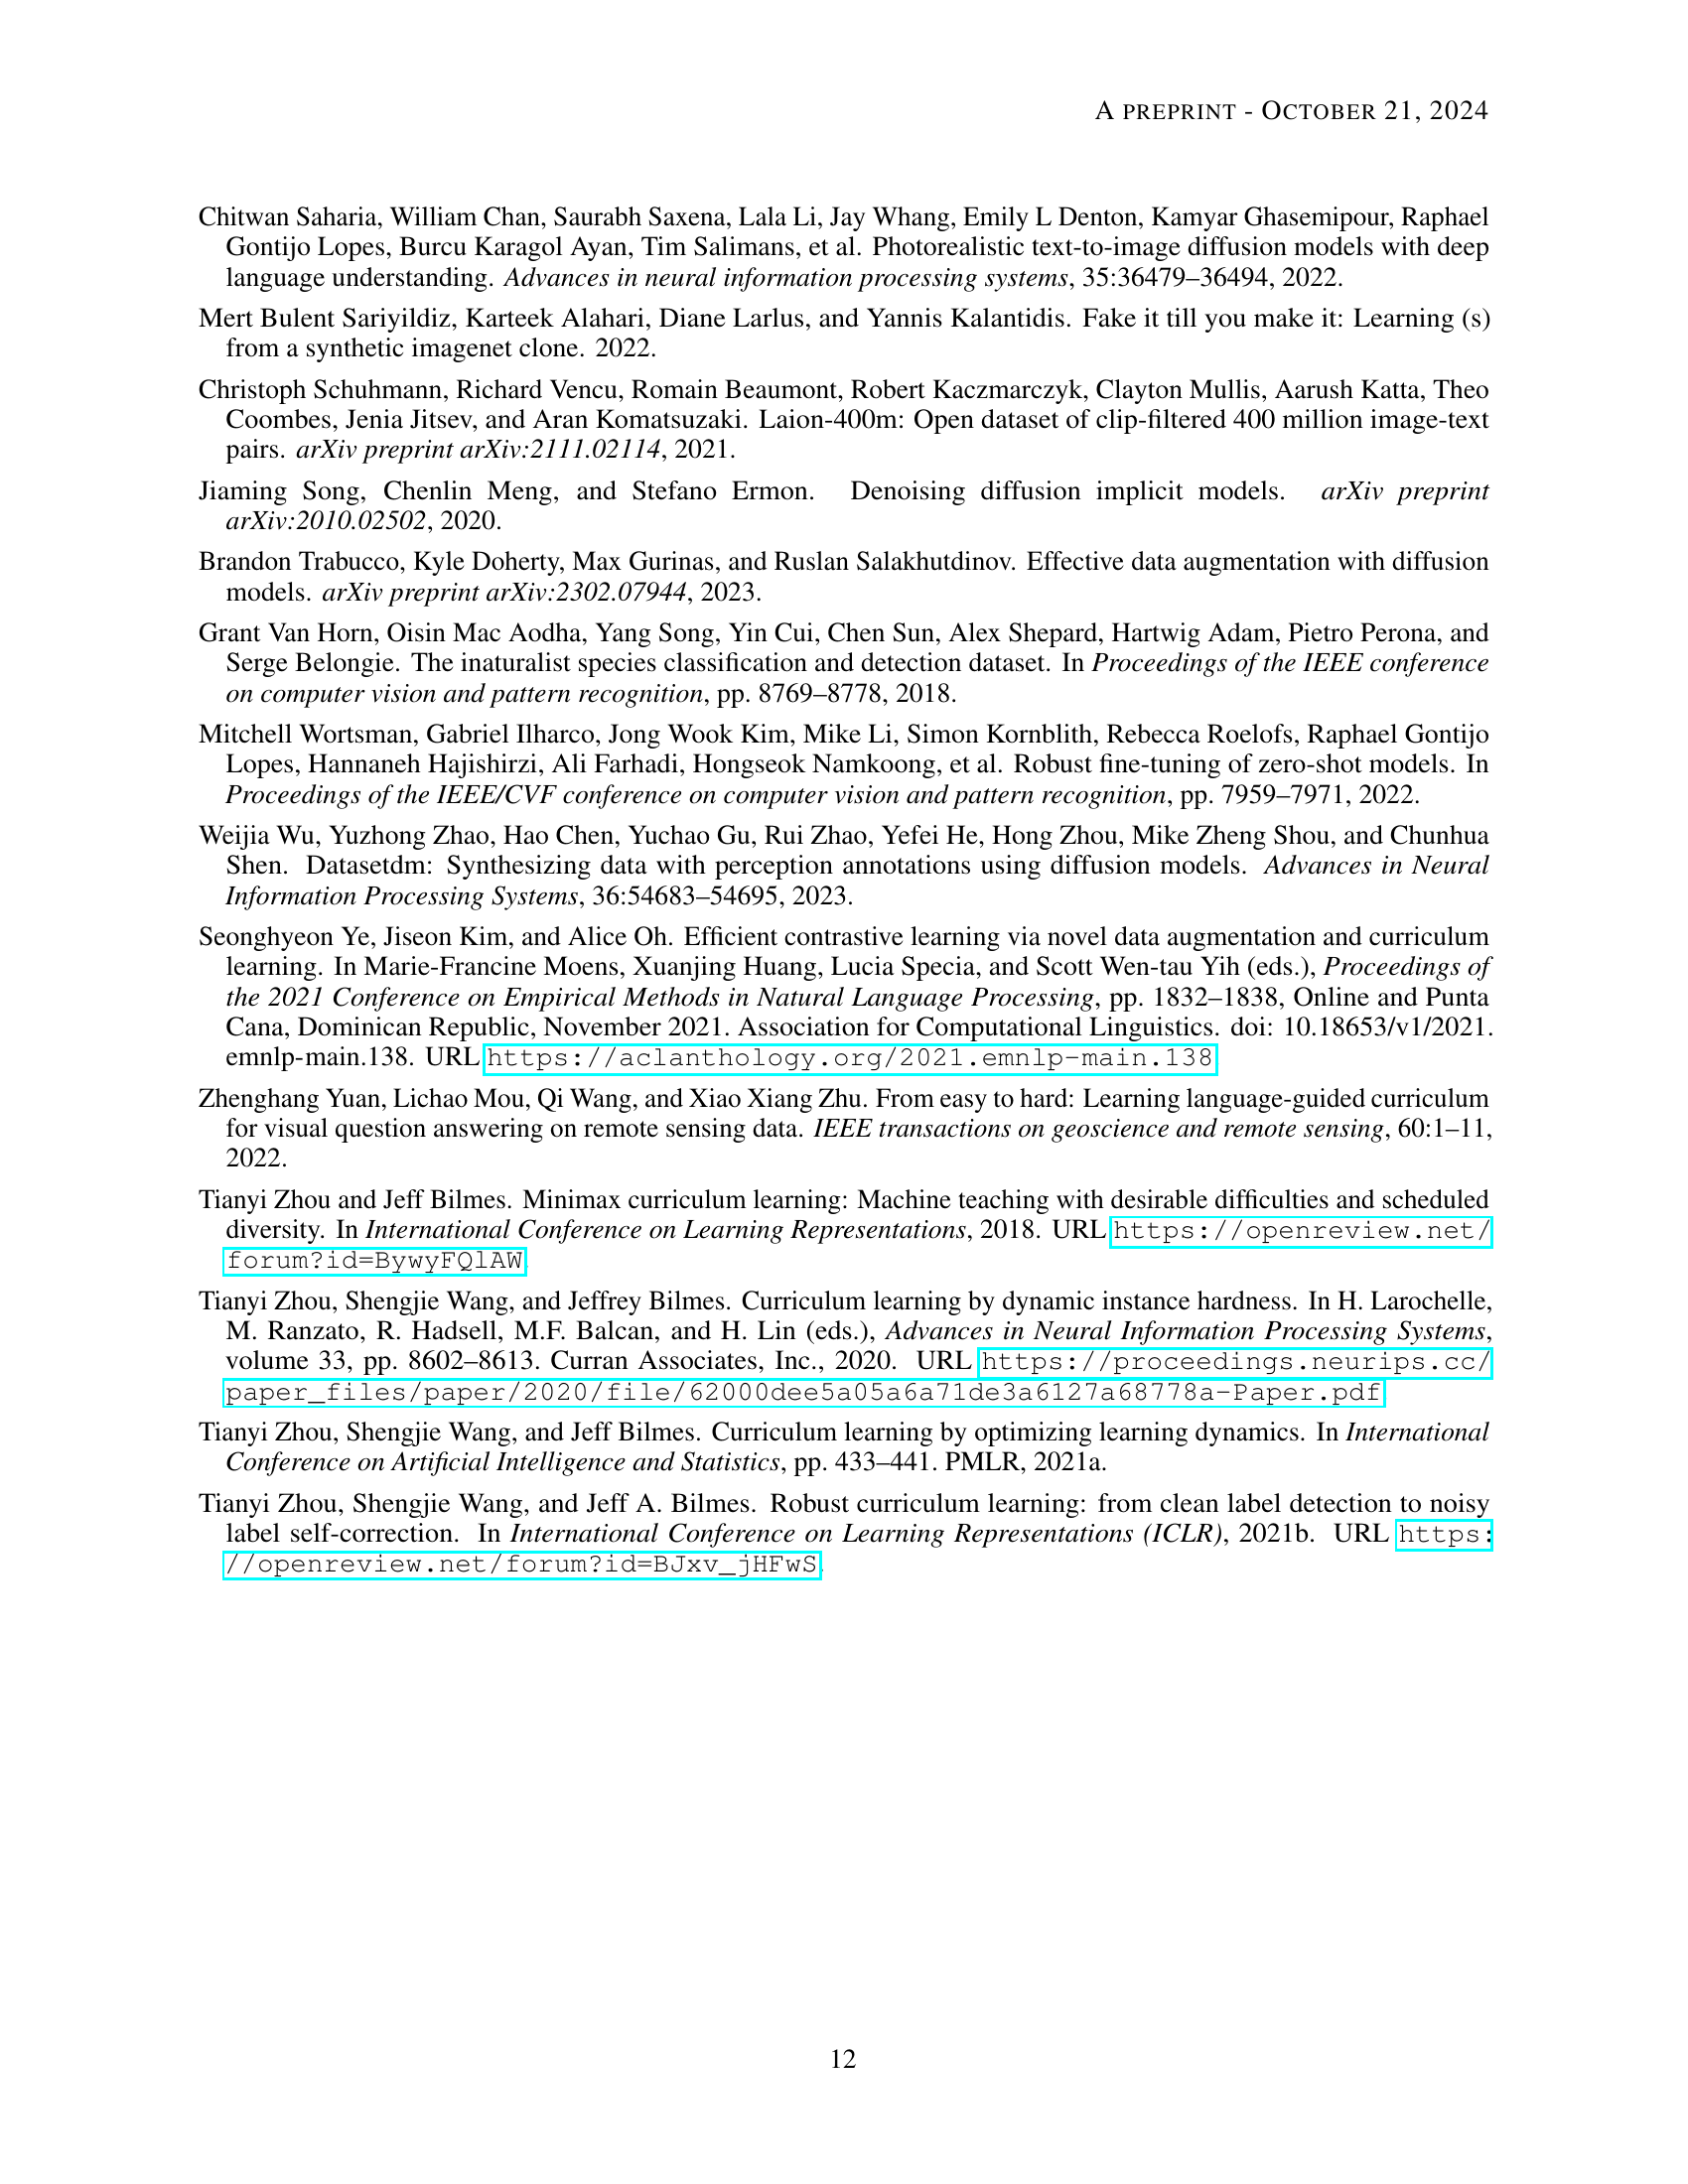 A PREPRINT - OCTOBER 21, 2024
Chitwan Saharia, William Chan, Saurabh Saxena, Lala Li, Jay Whang, Emily L Denton, Kamyar Ghasemipour, Raphael
Gontijo Lopes, Burcu Karagol Ayan, Tim Salimans, et al. Photorealistic text-to-image diffusion models with deep
language understanding. Advances in neural information processing systems, 35:36479–36494, 2022.
Mert Bulent Sariyildiz, Karteek Alahari, Diane Larlus, and Yannis Kalantidis. Fake it till you make it: Learning (s)
from a synthetic imagenet clone. 2022.
Christoph Schuhmann, Richard Vencu, Romain Beaumont, Robert Kaczmarczyk, Clayton Mullis, Aarush Katta, Theo
Coombes, Jenia Jitsev, and Aran Komatsuzaki. Laion-400m: Open dataset of clip-filtered 400 million image-text
pairs. arXiv preprint arXiv:2111.02114, 2021.
Jiaming Song, Chenlin Meng, and Stefano Ermon. Denoising diffusion implicit models. arXiv preprint
arXiv:2010.02502, 2020.
Brandon Trabucco, Kyle Doherty, Max Gurinas, and Ruslan Salakhutdinov. Effective data augmentation with diffusion
models. arXiv preprint arXiv:2302.07944, 2023.
Grant Van Horn, Oisin Mac Aodha, Yang Song, Yin Cui, Chen Sun, Alex Shepard, Hartwig Adam, Pietro Perona, and
Serge Belongie. The inaturalist species classification and detection dataset. In Proceedings of the IEEE conference
on computer vision and pattern recognition, pp. 8769–8778, 2018.
Mitchell Wortsman, Gabriel Ilharco, Jong Wook Kim, Mike Li, Simon Kornblith, Rebecca Roelofs, Raphael Gontijo
Lopes, Hannaneh Hajishirzi, Ali Farhadi, Hongseok Namkoong, et al. Robust fine-tuning of zero-shot models. In
Proceedings of the IEEE/CVF conference on computer vision and pattern recognition, pp. 7959–7971, 2022.
Weijia Wu, Yuzhong Zhao, Hao Chen, Yuchao Gu, Rui Zhao, Yefei He, Hong Zhou, Mike Zheng Shou, and Chunhua
Shen. Datasetdm: Synthesizing data with perception annotations using diffusion models. Advances in Neural
Information Processing Systems, 36:54683–54695, 2023.
Seonghyeon Ye, Jiseon Kim, and Alice Oh. Efficient contrastive learning via novel data augmentation and curriculum
learning. In Marie-Francine Moens, Xuanjing Huang, Lucia Specia, and Scott Wen-tau Yih (eds.), Proceedings of
the 2021 Conference on Empirical Methods in Natural Language Processing, pp. 1832–1838, Online and Punta
Cana, Dominican Republic, November 2021. Association for Computational Linguistics. doi: 10.18653/v1/2021.
emnlp-main.138. URL https://aclanthology.org/2021.emnlp-main.138
Zhenghang Yuan, Lichao Mou, Qi Wang, and Xiao Xiang Zhu. From easy to hard: Learning language-guided curriculum
for visual question answering on remote sensing data. IEEE transactions on geoscience and remote sensing, 60:1–11,
2022.
Tianyi Zhou and Jeff Bilmes. Minimax curriculum learning: Machine teaching with desirable difficulties and scheduled
diversity. In International Conference on Learning Representations, 2018. URL https://openreview.net/
forum?id=BywyFQlAW
Tianyi Zhou, Shengjie Wang, and Jeffrey Bilmes. Curriculum learning by dynamic instance hardness. In H. Larochelle,
M. Ranzato, R. Hadsell, M.F. Balcan, and H. Lin (eds.), Advances in Neural Information Processing Systems,
volume 33, pp. 8602–8613. Curran Associates, Inc., 2020. URL https://proceedings.neurips.cc/
paper_files/paper/2020/file/62000dee5a05a6a71de3a6127a68778a-Paper.pdf
Tianyi Zhou, Shengjie Wang, and Jeff Bilmes. Curriculum learning by optimizing learning dynamics. In International
Conference on Artificial Intelligence and Statistics, pp. 433–441. PMLR, 2021a.
Tianyi Zhou, Shengjie Wang, and Jeff A. Bilmes. Robust curriculum learning: from clean label detection to noisy
label self-correction. In International Conference on Learning Representations (ICLR), 2021b. URL https:
//openreview.net/forum?id=BJxv_jHFwS.
12